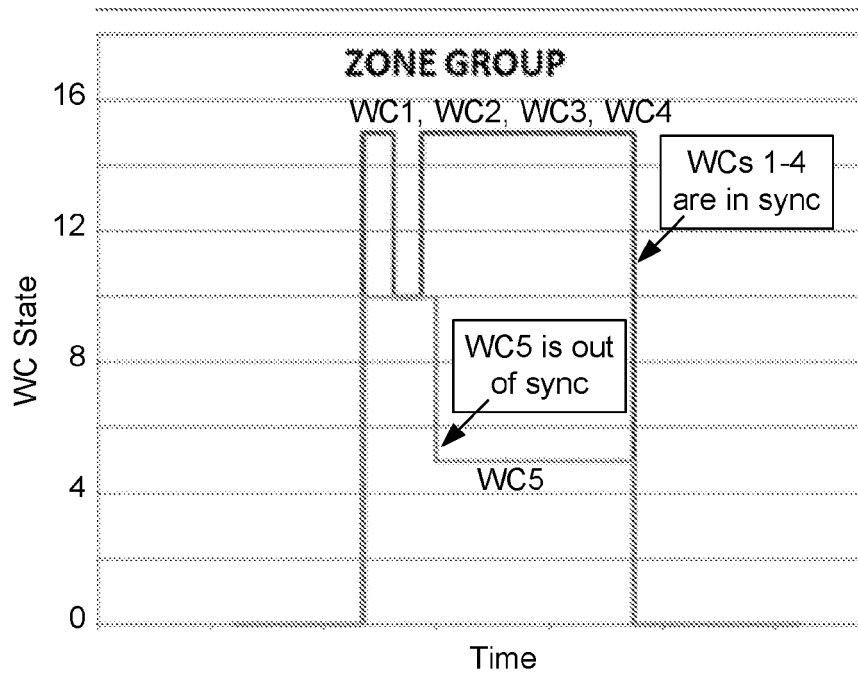 ZONE GROUP
16
WC1, WC2, WC3, WC4
WCs 1-4
are in sync
12
WC State
WC5 is out
of sync
8
WC5
4
0
Time